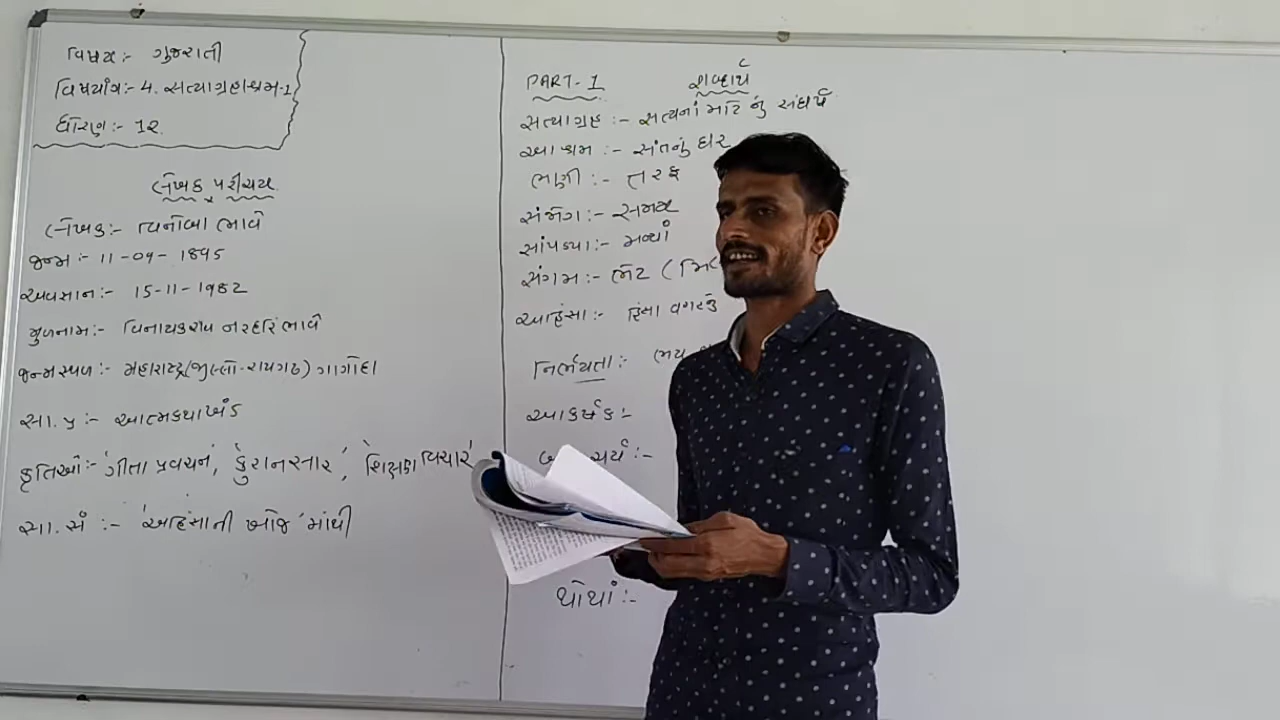 વિષય:- ગુજરાતી
વિષયાંગ:- 4. સત્યાગ્રહાશ્રમ-1
ધોરણ:- 12.
લેખક પરીચય
લેખક:- વિનોબા ભાવે
જન્મ:- 11-09-1895
અવસાન:- 15-11-1982
મુળનામ:- વિનાયકરાવ નરહરિ ભાવે
જન્મસ્થળ:- મહારાષ્ટ્ર(જીલ્લો-રાયગઢ) ગાગોદા
સા. પ્ર:- આત્મકથાખંડ
કૃતિઓ:- 'ગીતા પ્રવચન', 'કુરાનસાર', 'શિક્ષણ વિચાર'
સા. સં:- 'અહિંસાની ખોજ' માંથી
PART-1 શબ્દાર્થ
સત્યાગ્રહ:- સત્યના માટે નું સંઘર્ષ
આશ્રમ:- સંતનું ઘર
ભણી:- તરફ
સંજોગ:- સમય
સાંપડ્યા:- મળ્યાં
સંગમ:- ભેટ
અહિંસા:- હિંસા વગરનું
નિર્ભયતા: ભય
આકર્ષક:-
થોથાં:-